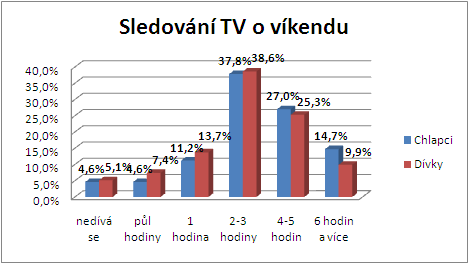 Sledování TV o víkendu
40,0%
35,0%
30,0%
25,0%
20,0%
15,0%
10,0%
5,0%
0,0%
4,6%
5,1%
4,6%
7,4%
11,2%
13,7%
37,8%
38,6%
27,0%
25,3%
14,7%
9,9%
nedívá
se
půl
hodiny
1
hodina
2-3
hodiny
4-5
hodin
6 hodin
a více
Chlapci
Dívky